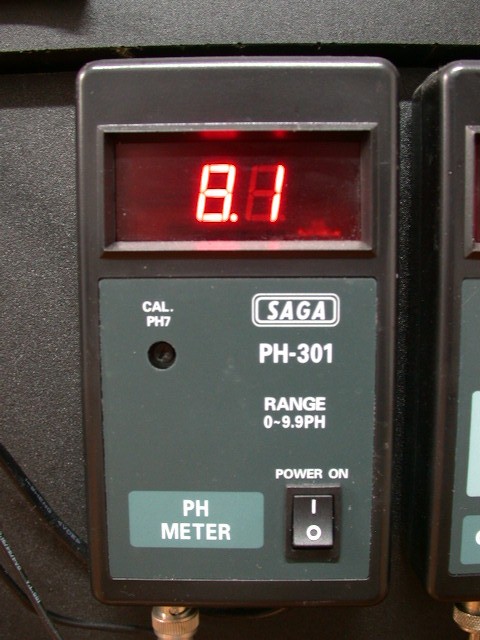 8.1
CAL.
PH7
SAGA
PH-301
RANGE
0~9.9PH
POWER ON
I
O
PH
METER